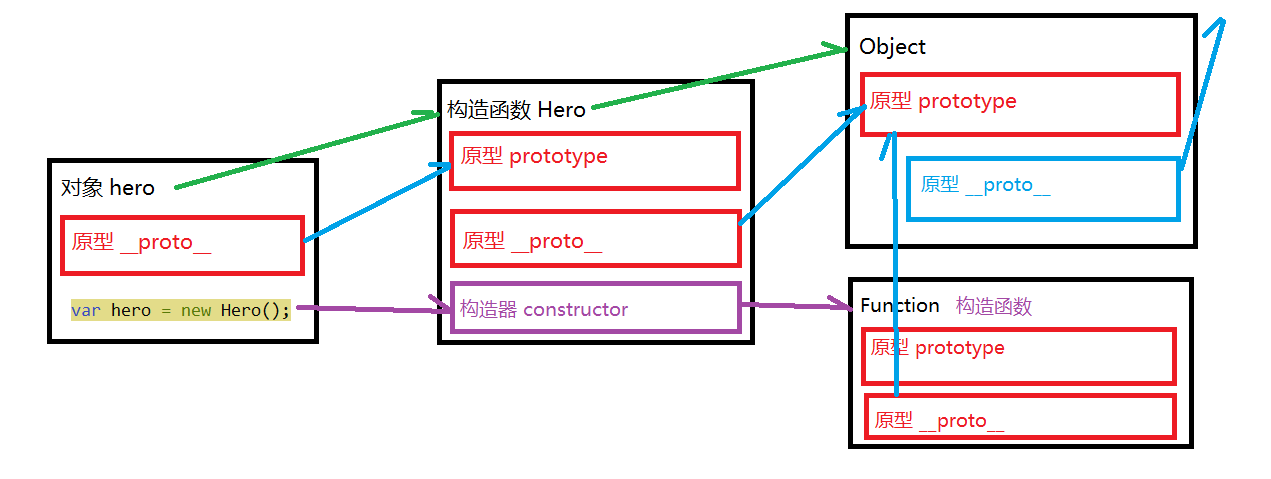 对象 hero
原型 __proto__
var hero = new Hero();
构造函数 Hero
原型 prototype
原型 __proto__
构造器 constructor
Object
原型 prototype
原型 __proto__
Function 构造函数
原型 prototype
原型 __proto__